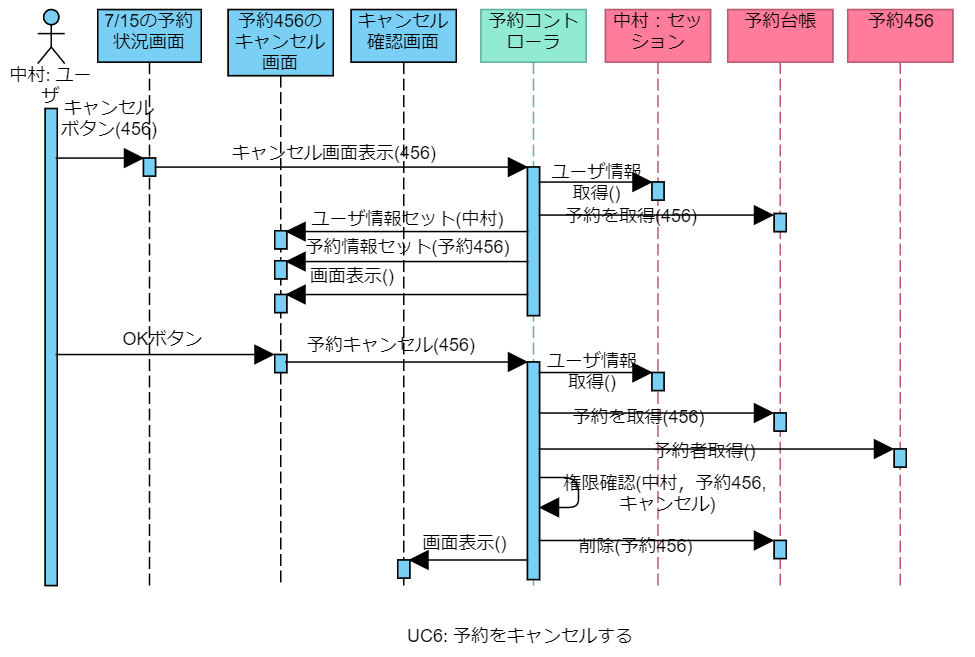 7/15の予約
状況画面
予約456の
キャンセル
画面
キャンセル
確認画面
予約コント
ローラ
中村：セッ
ション
予約台帳
予約456
中村: ユー
ザ
キャンセル
ボタン(456)
キャンセル画面表示(456)
ユーザ情報
取得()
予約を取得(456)
ユーザ情報セット(中村)
予約情報セット(予約456)
画面表示()
OKボタン
予約キャンセル(456)
ユーザ情報
取得()
予約を取得(456)
予約者取得()
権限確認(中村，予約456,
キャンセル)
画面表示()
削除(予約456)
UC6: 予約をキャンセルする